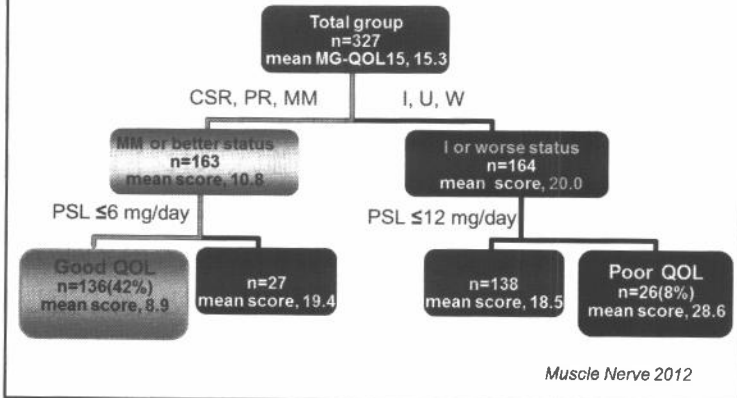 Total group
n=327
mean MG-QOL15, 15.3
CSR, PR, MM
I, U, W
MM or better status
n=163
mean score, 10.8
I or worse status
n=164
mean score, 20.0
PSL ≤6 mg/day
PSL ≤12 mg/day
Good QOL
n=136(42%)
mean score, 8.9
n=27
mean score, 19.4
n=138
mean score, 18.5
Poor QOL
n=26(8%)
mean score, 28.6
Muscle Nerve 2012